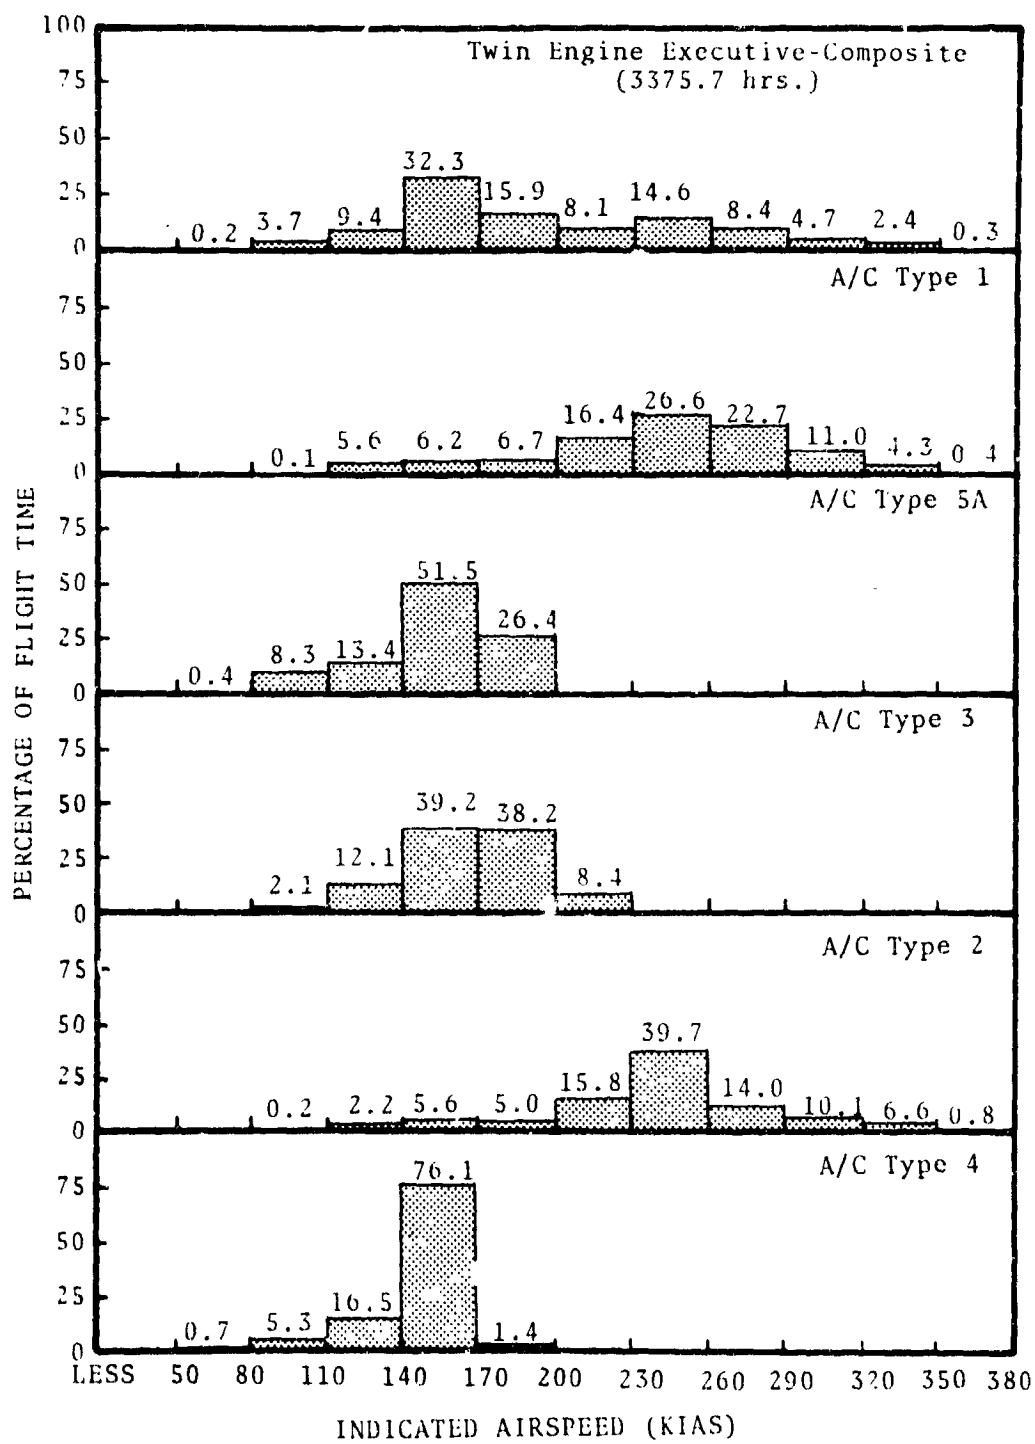 100
Twin Engine Executive-Composite
(3375.7 hrs.)
75
50
25
0
0.2 3.7 9.4 32.3 15.9 8.1 14.6 8.4 4.7 2.4 0.3
A/C Type 1
75
50
25
0
0.1 5.6 6.2 6.7 16.4 26.6 22.7 11.0 4.3 0 4
A/C Type 5A
75
50
25
0
0.4 8.3 13.4 51.5 26.4
A/C Type 3
75
50
25
0
2.1 12.1 39.2 38.2 8.4
A/C Type 2
75
50
25
0
0.2 2.2 5.6 5.0 15.8 39.7 14.0 10.1 6.6 0.8
A/C Type 4
75
50
25
0
0.7 5.3 16.5 76.1 1.4
LESS 50 80 110 140 170 200 230 260 290 320 350 380
INDICATED AIRSPEED (KIAS)
PERCENTAGE OF FLIGHT TIME